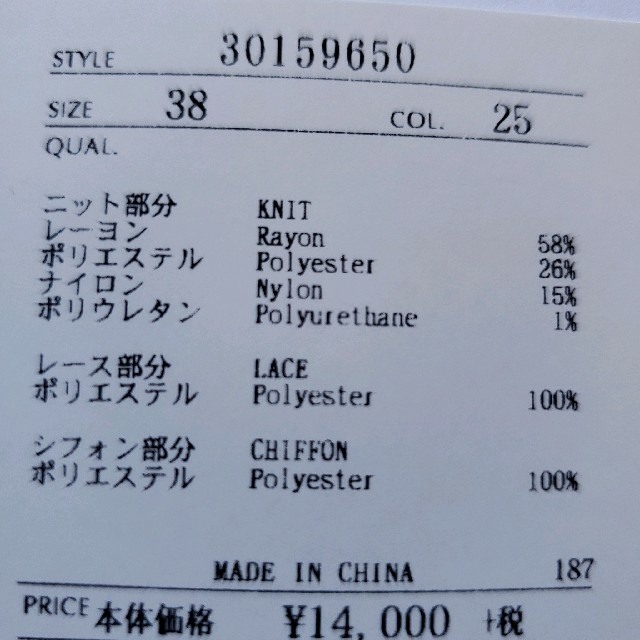 STYLE 30159650
SIZE 38 COL. 25
QUAL.
ニット部分 KNIT
レーヨン Rayon 58%
ポリエステル Polyester 26%
ナイロン Nylon 15%
ポリウレタン Polyurethane 1%
レース部分 LACE
ポリエステル Polyester 100%
シフォン部分 CHIFFON
ポリエステル Polyester 100%
MADE IN CHINA 187
PRICE 本体価格 ¥14,000 +税